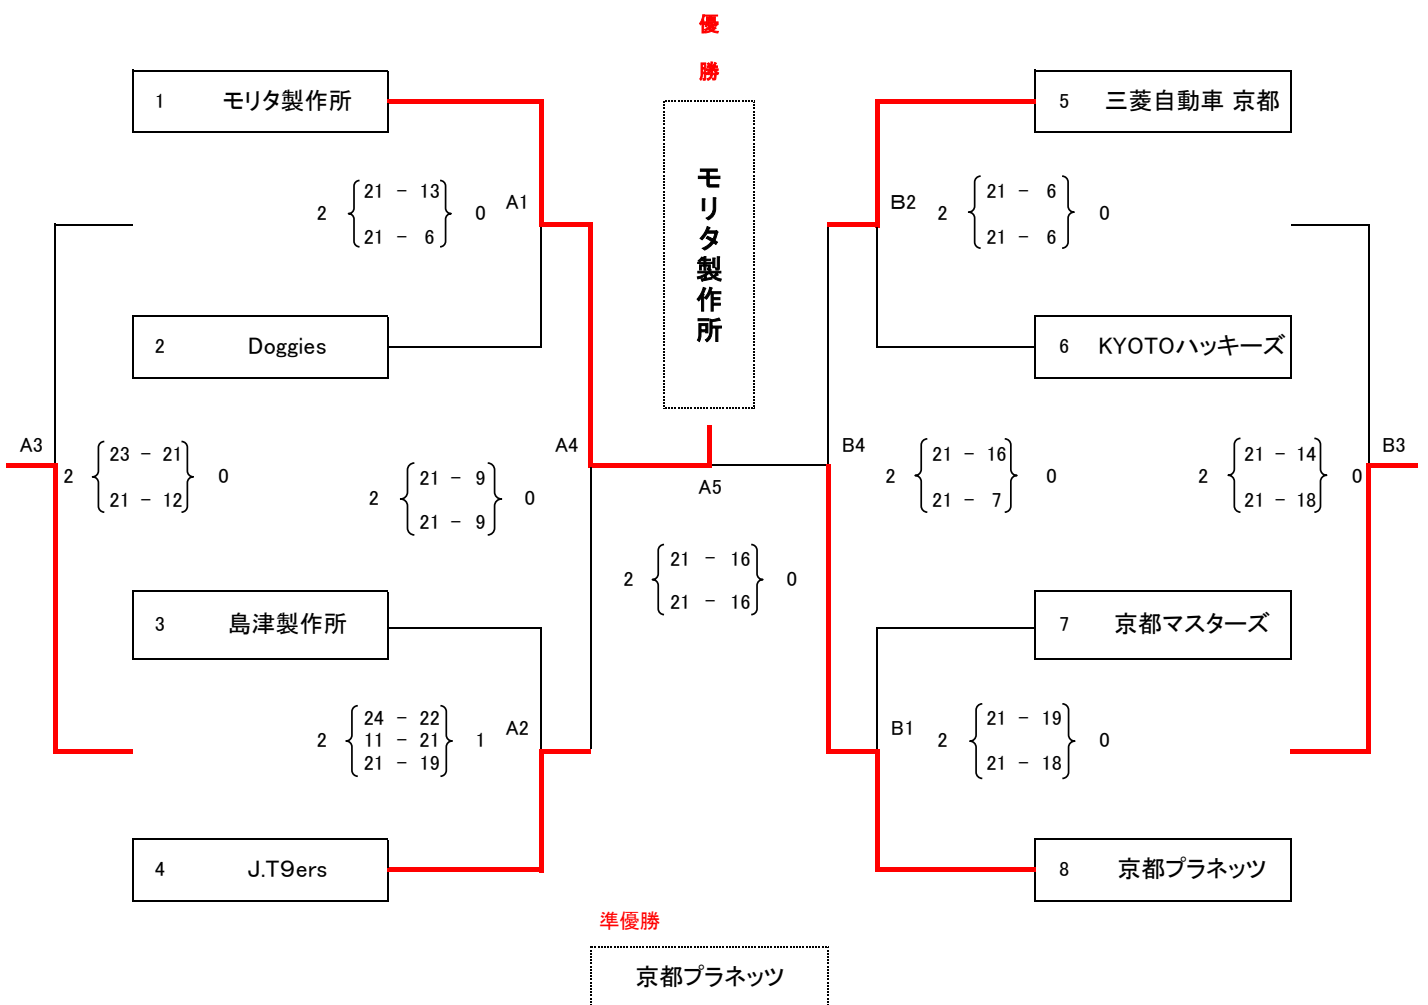 優
勝
1 モリタ製作所
5 三菱自動車 京都
モリタ製作所
2 21 - 13 0 A1
21 - 6
B2 2 21 - 6 0
21 - 6
2 Doggies
6 KYOTOハッキーズ
A3 2 23 - 21 0
21 - 12
A4
2 21 - 9 0
21 - 9
A5
B4 2 21 - 16 0
21 - 7
2 21 - 14 0 B3
21 - 18
2 21 - 16 0
21 - 16
3 島津製作所
7 京都マスターズ
2 24 - 22 1 A2
11 - 21
21 - 19
B1 2 21 - 19 0
21 - 18
4 J.T9ers
8 京都プラネッツ
準優勝
京都プラネッツ